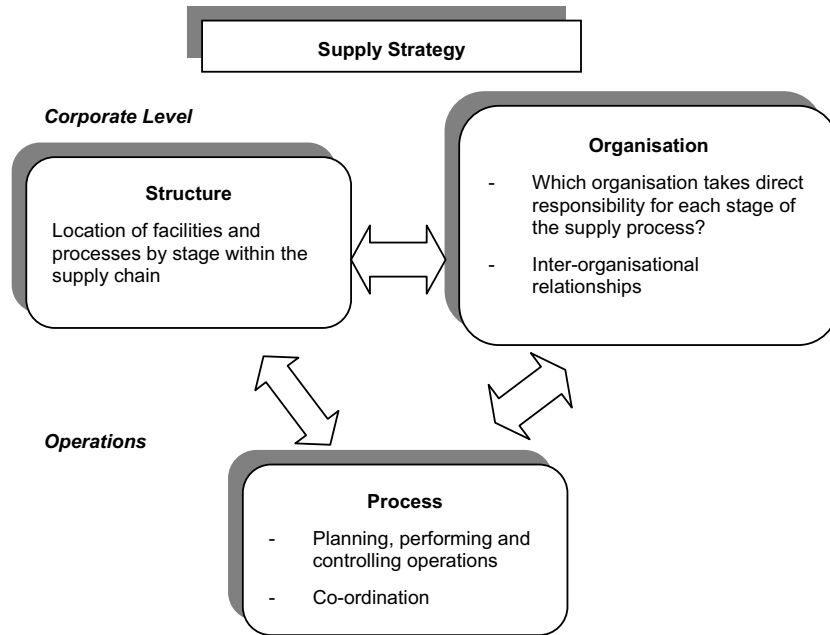 Supply Strategy
Corporate Level
Structure
Location of facilities and
processes by stage within the
supply chain
Organisation
- Which organisation takes direct
responsibility for each stage of
the supply process?
- Inter-organisational
relationships
Operations
Process
- Planning, performing and
controlling operations
- Co-ordination